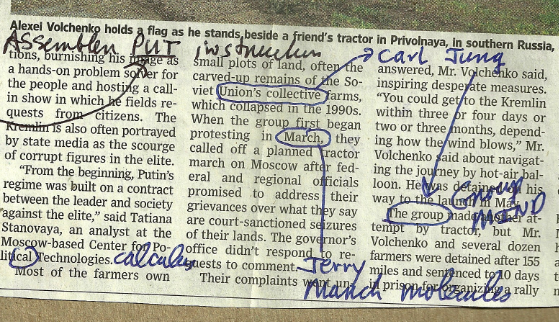 Alexei Volchenko holds a flag as he stands beside a friend's tractor in Privolnaya, in southern Russia,
ASSEMBLER PUT instruction
tions, burnishing his image as
a hands-on problem solver for
the people and hosting a call-
in show in which he fields re-
quests from citizens. The
Kremlin is also often portrayed
by state media as the scourge
of corrupt figures in the elite.
"From the beginning, Putin's
regime was built on a contract
between the leader and society
against the elite," said Tatiana
Stanovaya, an analyst at the
Moscow-based Center for Po-
litical Technologies.
calculus
Most of the farmers own
small plots of land, often the
carved-up remains of the So-
viet Union's collective farms,
which collapsed in the 1990s.
When the group first began
protesting in March, they
called off a planned tractor
march on Moscow after fed-
eral and regional officials
promised to address their
grievances over what they say
are court-sanctioned seizures
of their lands. The governor's
office didn't respond to re-
quests to comment.
Their complaints went un-
Jerry
March molecules
Carl Jung
answered, Mr. Volchenko said,
inspiring desperate measures.
"You could get to the Kremlin
within three or four days or
two or three months, depend-
ing how the wind blows," Mr.
Volchenko said about navigat-
ing the journey by hot-air bal-
loon. He was detained on his
way to the launch in May.
group
The group made another at-
tempt by tractor, but Mr.
Volchenko and several dozen
farmers were detained after 155
miles and sentenced to 10 days
in prison for organizing a rally